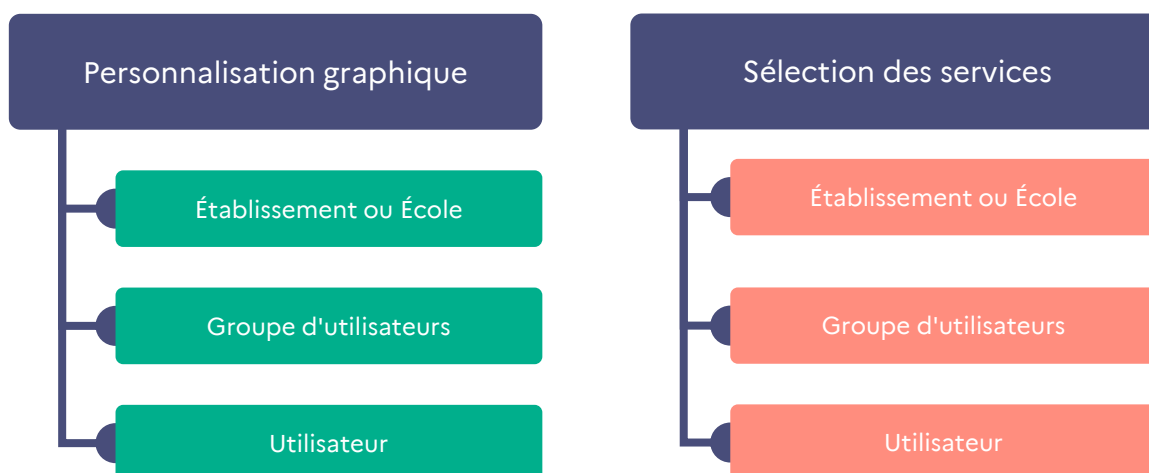 Personnalisation graphique
Établissement ou École
Groupe d'utilisateurs
Utilisateur
Sélection des services
Établissement ou École
Groupe d'utilisateurs
Utilisateur